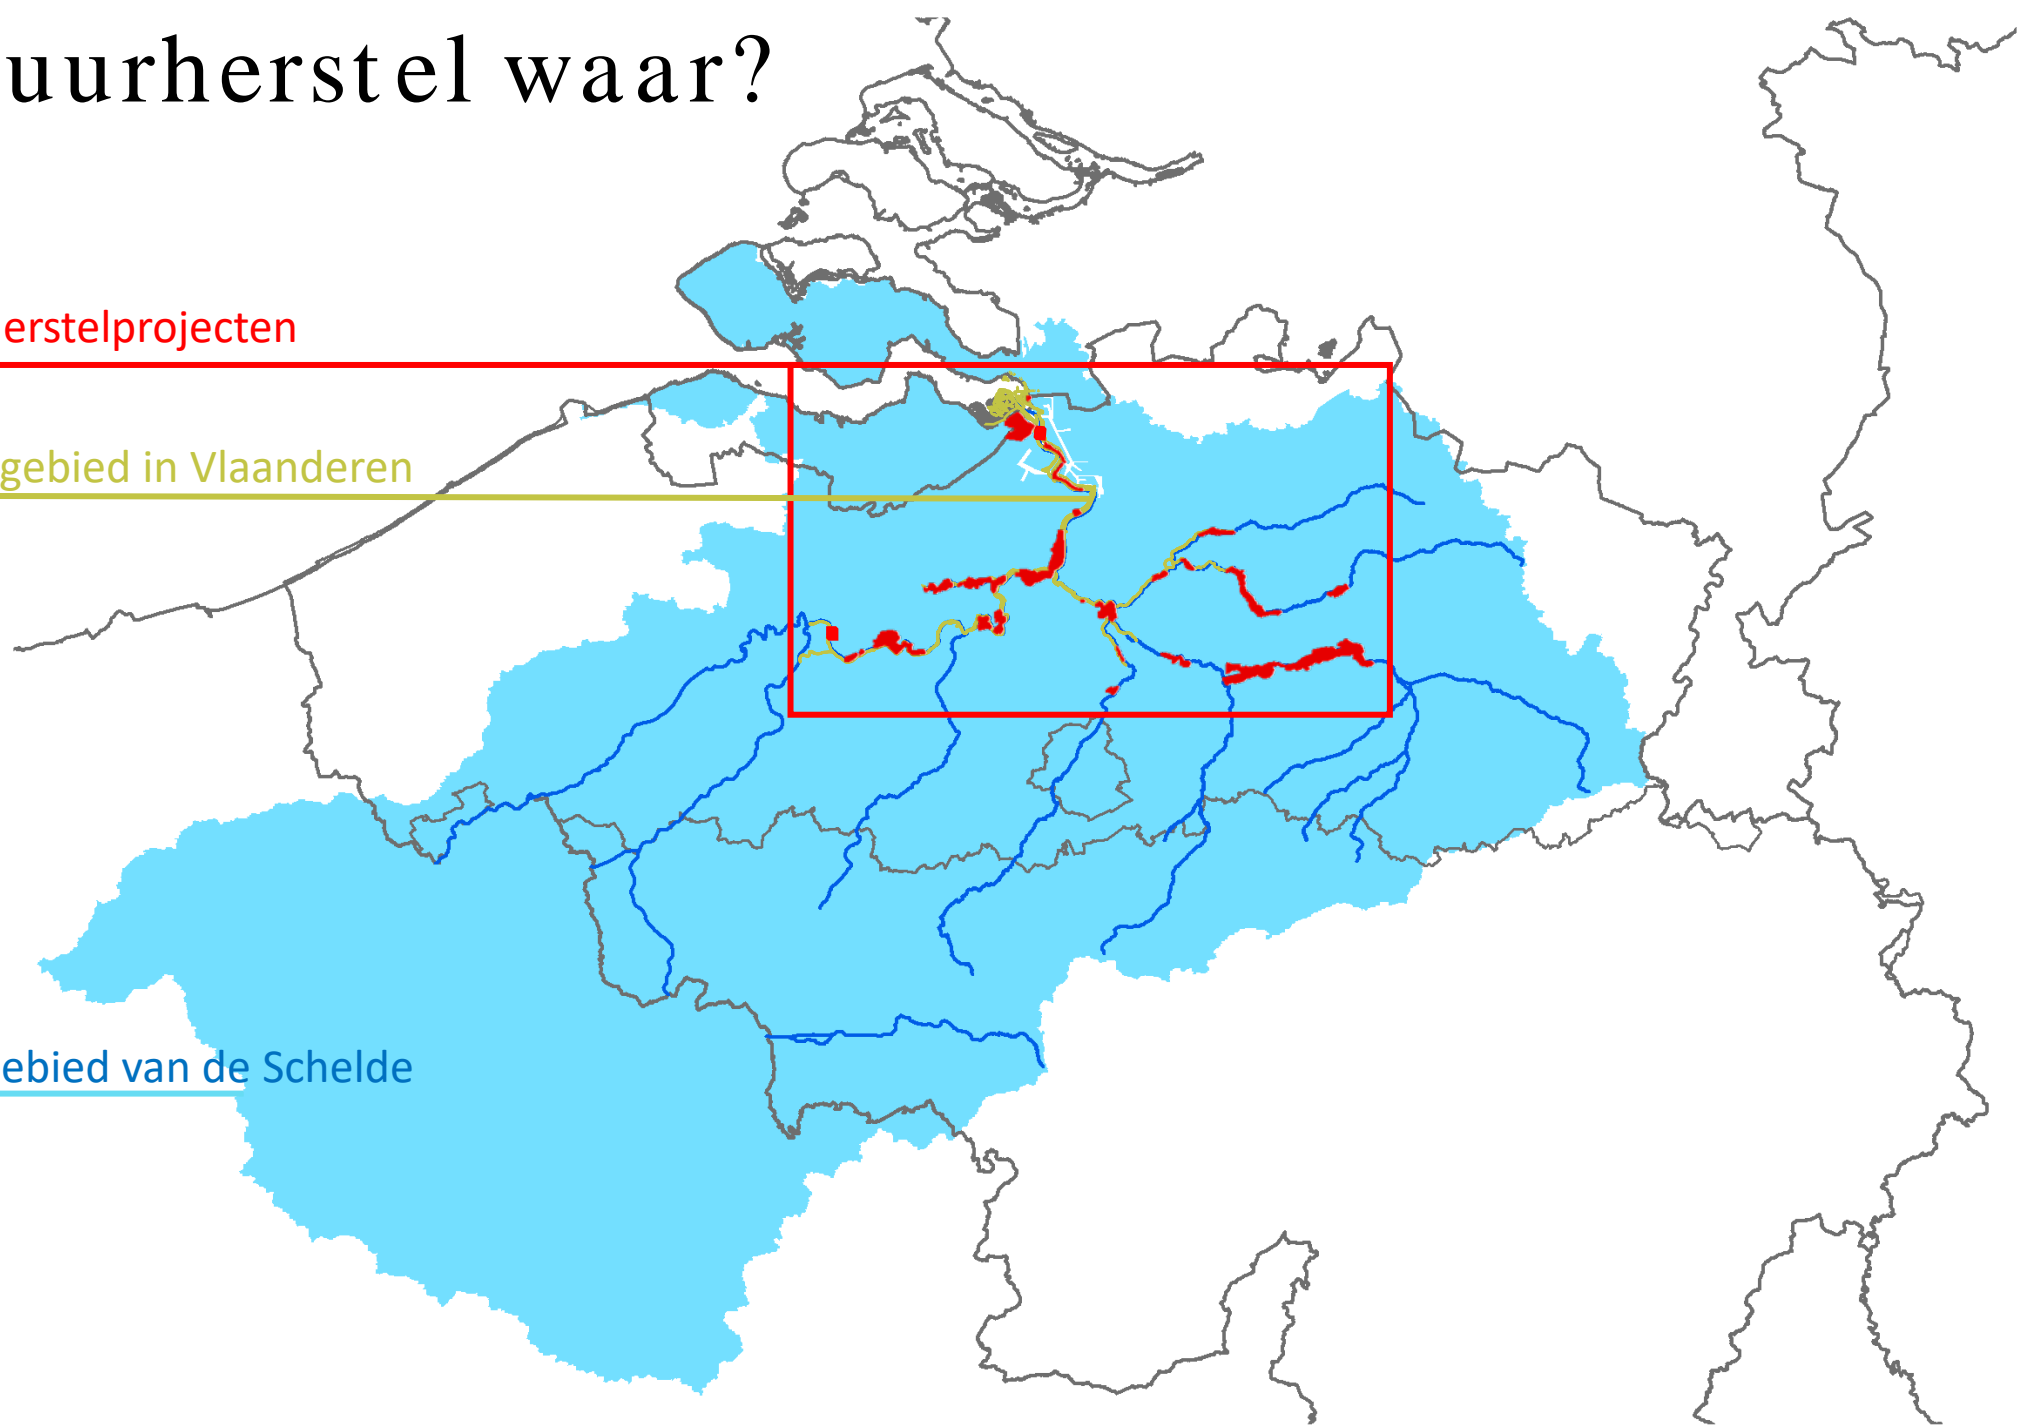 uurherstel waar?
erstelprojecten
gebied in Vlaanderen
ebied van de Schelde